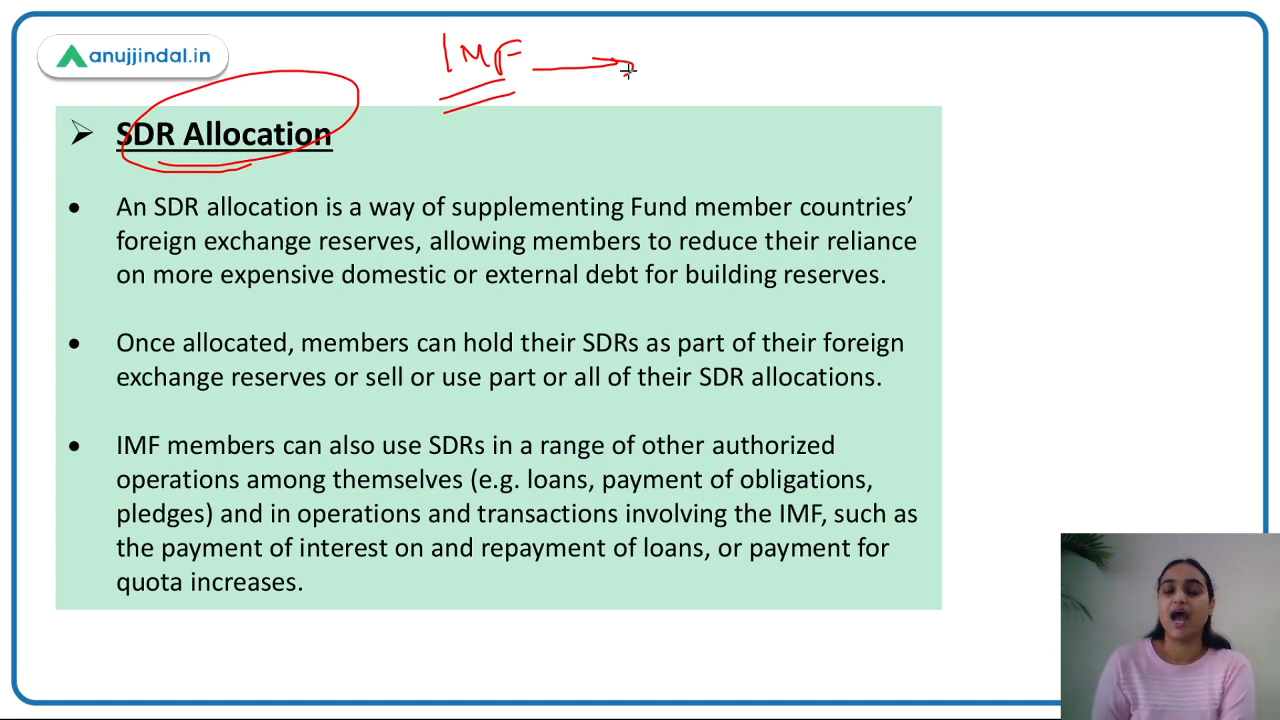 anujjindal.in
IMF
SDR Allocation
An SDR allocation is a way of supplementing Fund member countries’
foreign exchange reserves, allowing members to reduce their reliance
on more expensive domestic or external debt for building reserves.
Once allocated, members can hold their SDRs as part of their foreign
exchange reserves or sell or use part or all of their SDR allocations.
IMF members can also use SDRs in a range of other authorized
operations among themselves (e.g. loans, payment of obligations,
pledges) and in operations and transactions involving the IMF, such as
the payment of interest on and repayment of loans, or payment for
quota increases.